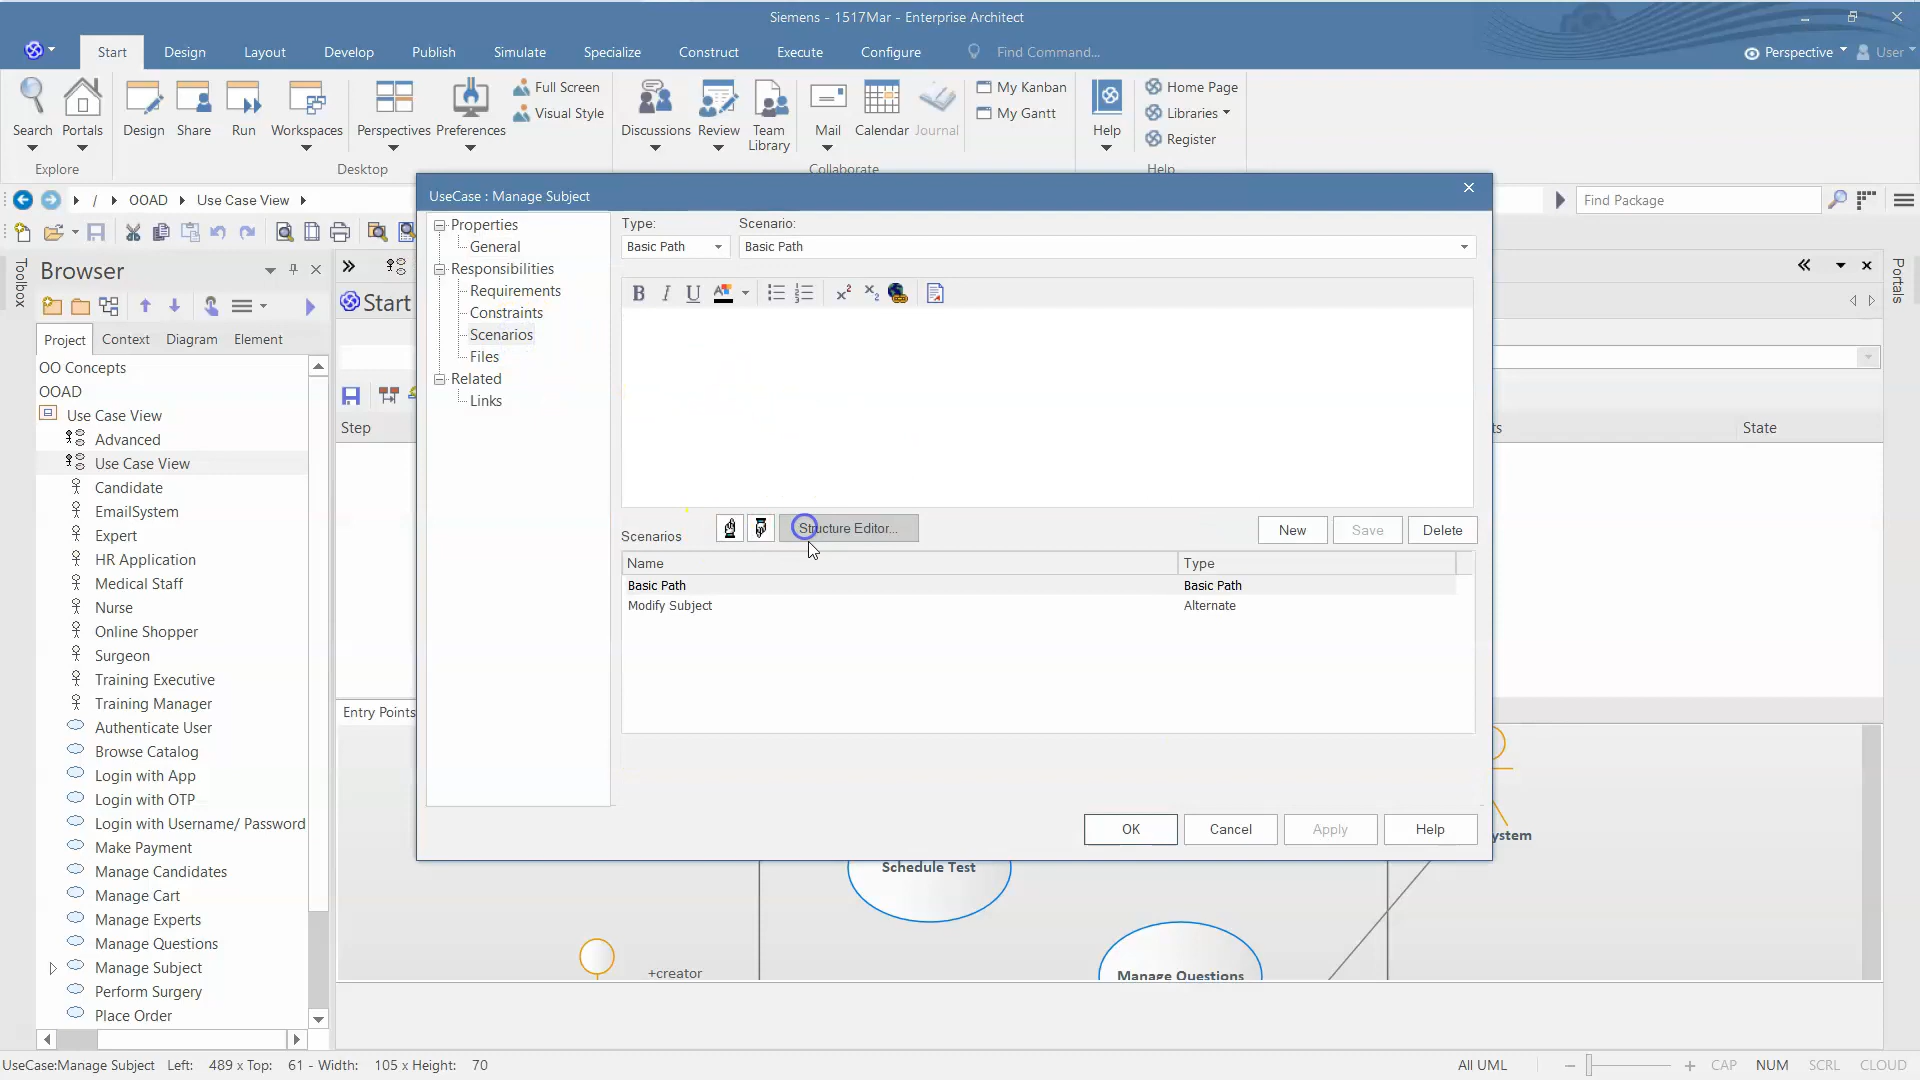 Siemens - 1517Mar - Enterprise Architect
Start Design Layout Develop Publish Simulate Specialize Construct Execute Configure Find Command... Perspective User
Search Portals Design Share Run Workspaces Perspectives Preferences Full Screen Visual Style Discussions Review Team Library Mail Calendar Journal My Kanban My Gantt Help Home Page Libraries Register
Explore Desktop Collaborate Help
/ OOAD Use Case View Find Package
UseCase : Manage Subject
Toolbox
Browser
Start
Portals
Project Context Diagram Element
OO Concepts
OOAD
Use Case View
Advanced
Use Case View
Candidate
EmailSystem
Expert
HR Application
Medical Staff
Nurse
Online Shopper
Surgeon
Training Executive
Training Manager
Authenticate User
Browse Catalog
Login with App
Login with OTP
Login with Username/ Password
Make Payment
Manage Candidates
Manage Cart
Manage Experts
Manage Questions
Manage Subject
Perform Surgery
Place Order
Step
State
Entry Points
Properties
General
Responsibilities
Requirements
Constraints
Scenarios
Files
Related
Links
Type: Scenario:
Basic Path Basic Path
B I U
Scenarios Structure Editor... New Save Delete
Name Type
Basic Path Basic Path
Modify Subject Alternate
OK Cancel Apply Help
ystem
Schedule Test
+creator
Manage Questions
UseCase:Manage Subject Left: 489 x Top: 61 - Width: 105 x Height: 70 All UML CAP NUM SCRL CLOUD